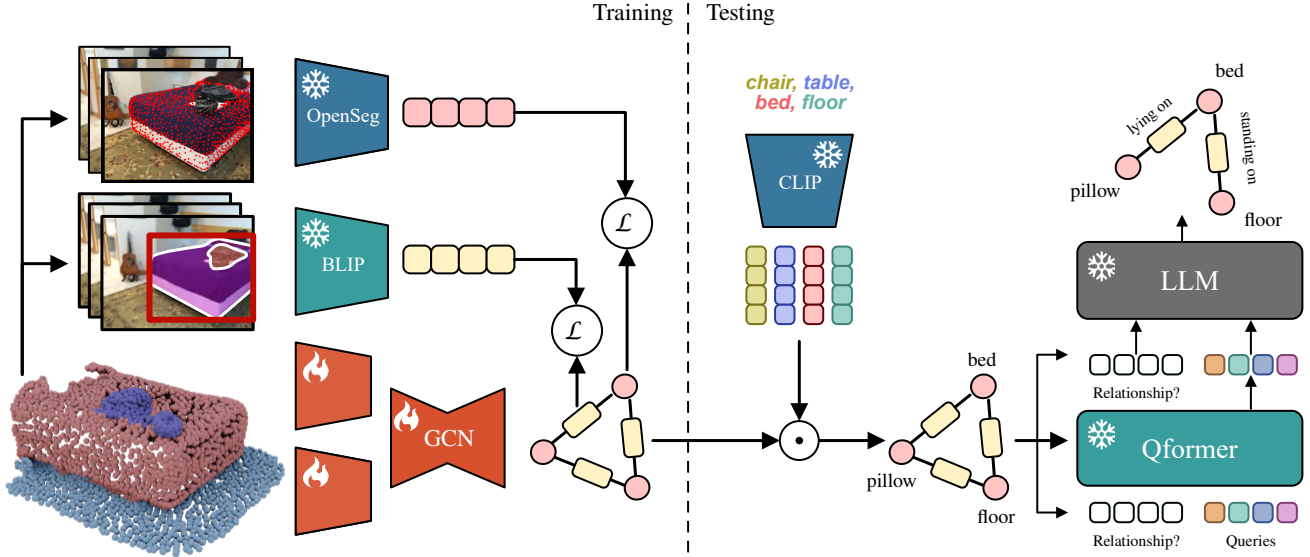 Training
Testing
OpenSeg
BLIP
GCN
ℒ
ℒ
chair, table,
bed, floor
CLIP
bed
pillow
floor
bed
lying on
standing on
pillow
floor
LLM
Relationship?
Qformer
Relationship?
Queries